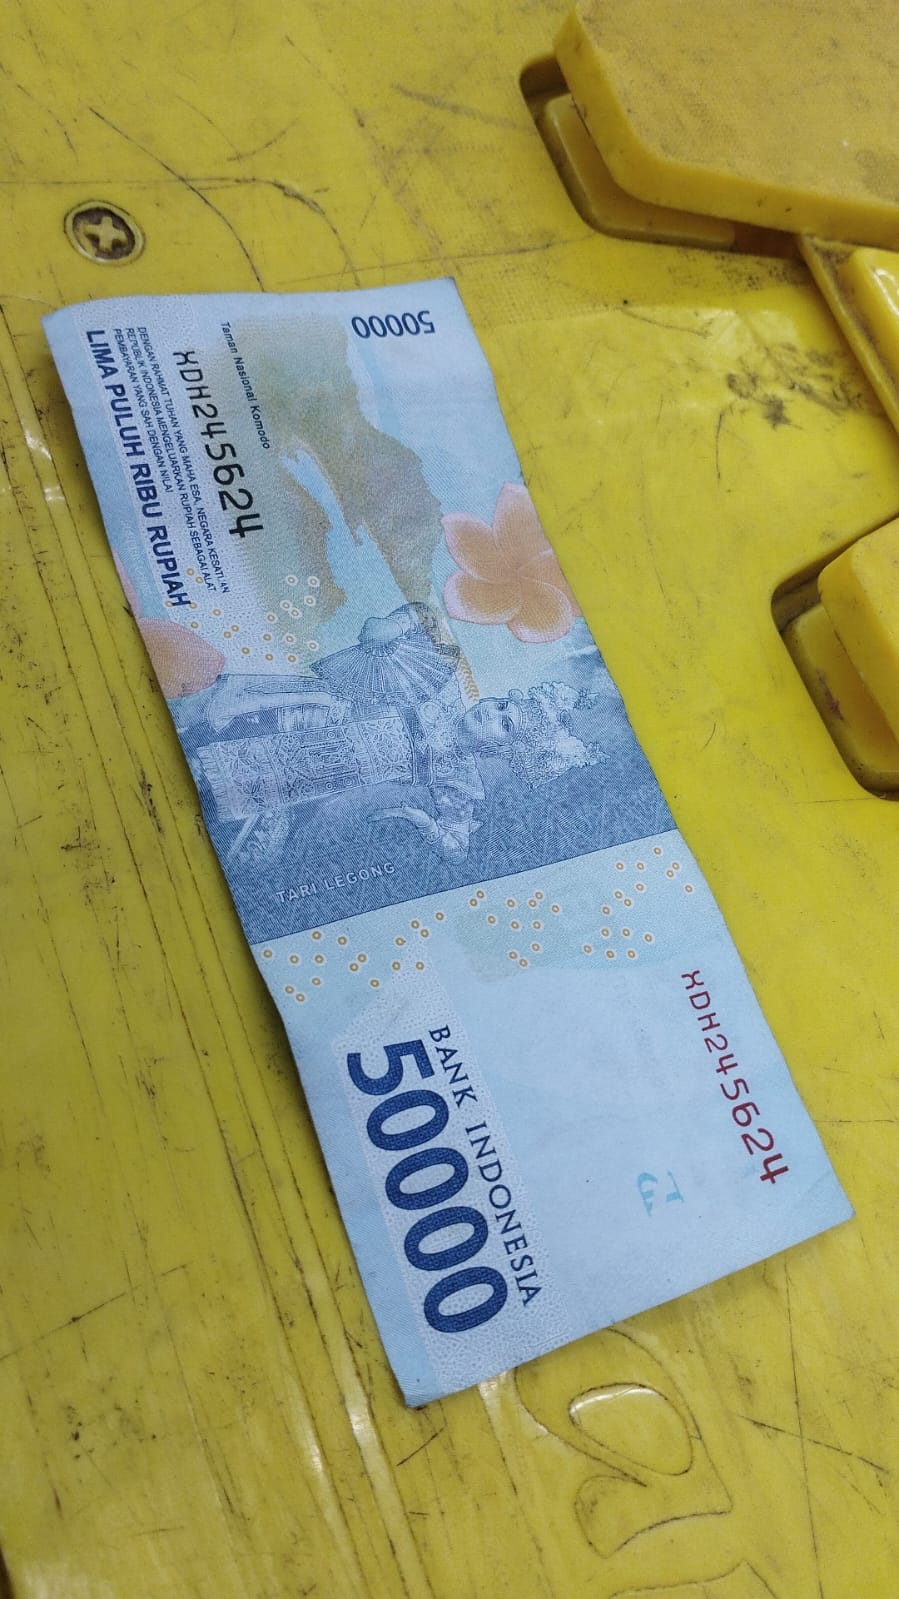 50000
Taman Nasional Komodo
XDH245624
DENGAN RAHMAT TUHAN YANG MAHA ESA, NEGARA KESATUAN
REPUBLIK INDONESIA MENGELUARKAN RUPIAH SEBAGAI ALAT
PEMBAYARAN YANG SAH DENGAN NILAI
LIMA PULUH RIBU RUPIAH
TARI LEGONG
XDH245624
BANK INDONESIA
50000